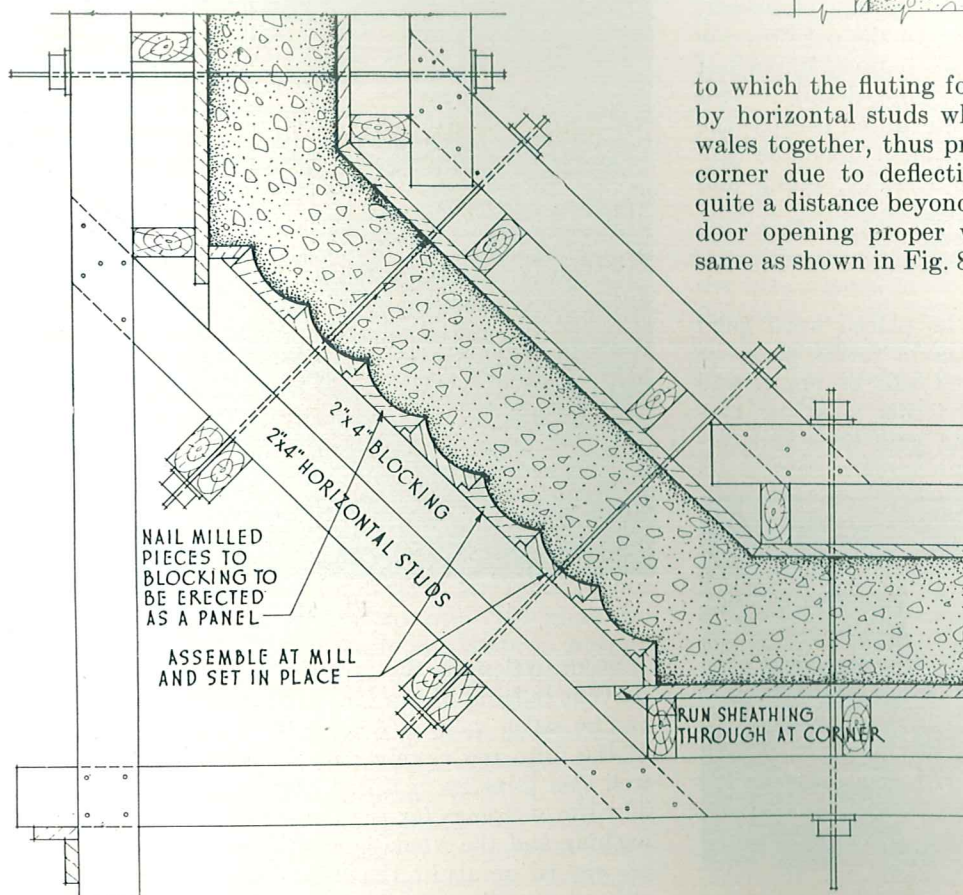 to which the fluting fo
by horizontal studs wh
wales together, thus pr
corner due to deflecti
quite a distance beyond
door opening proper
same as shown in Fig. 8
2"x4" BLOCKING
2"x4" HORIZONTAL STUDS
NAIL MILLED
PIECES TO
BLOCKING TO
BE ERECTED
AS A PANEL
ASSEMBLE AT MILL
AND SET IN PLACE
RUN SHEATHING
THROUGH AT CORNER